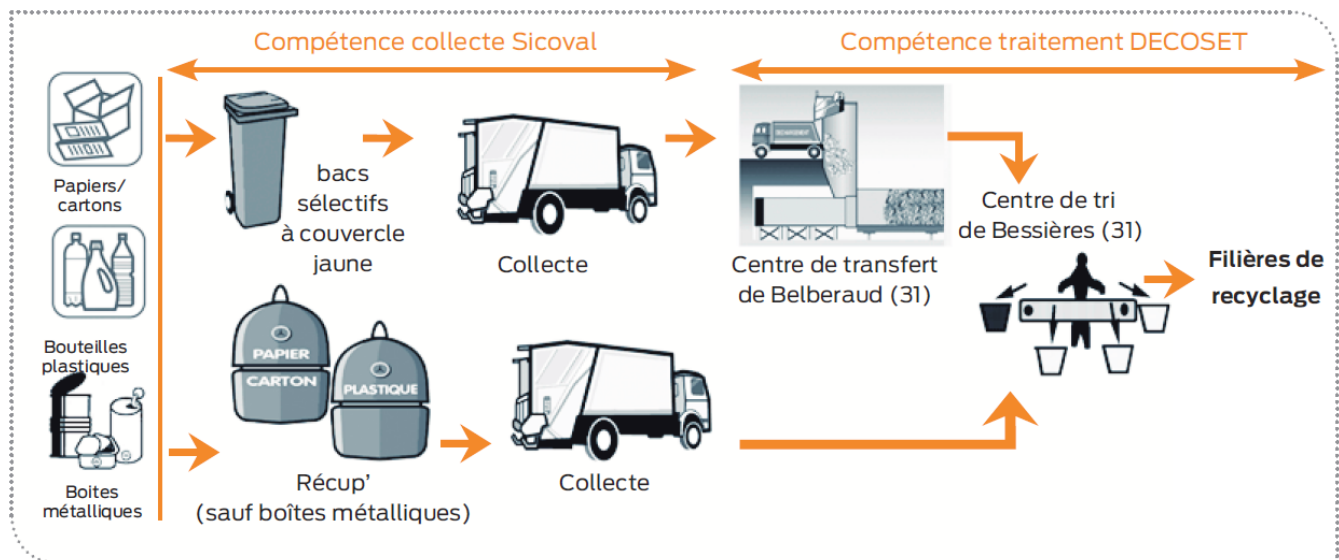 Compétence collecte Sicoval
Compétence traitement DECOSET
Papiers/
cartons
bacs
sélectifs
à couvercle
jaune
Collecte
Centre de transfert
de Belberaud (31)
Centre de tri
de Bessières (31)
Filières de
recyclage
Bouteilles
plastiques
PAPIER
CARTON
PLASTIQUE
Boites
métalliques
Récup’
(sauf boîtes métalliques)
Collecte